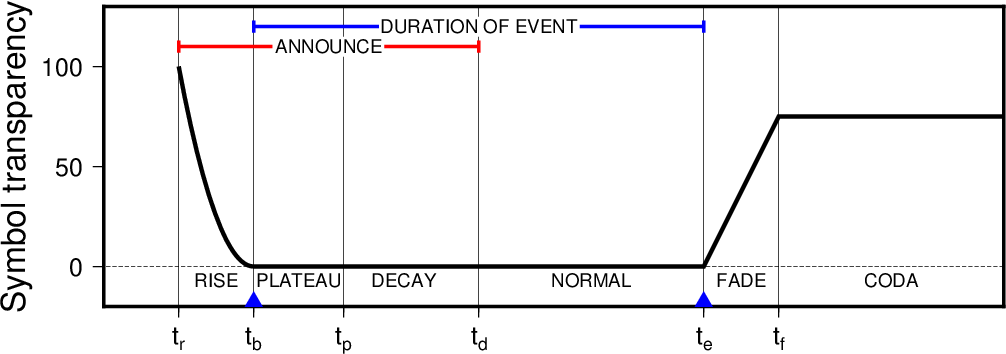 DURATION OF EVENT
ANNOUNCE
Symbol transparency
100
50
0
RISE PLATEAU DECAY NORMAL FADE CODA
tr tb tp td te tf